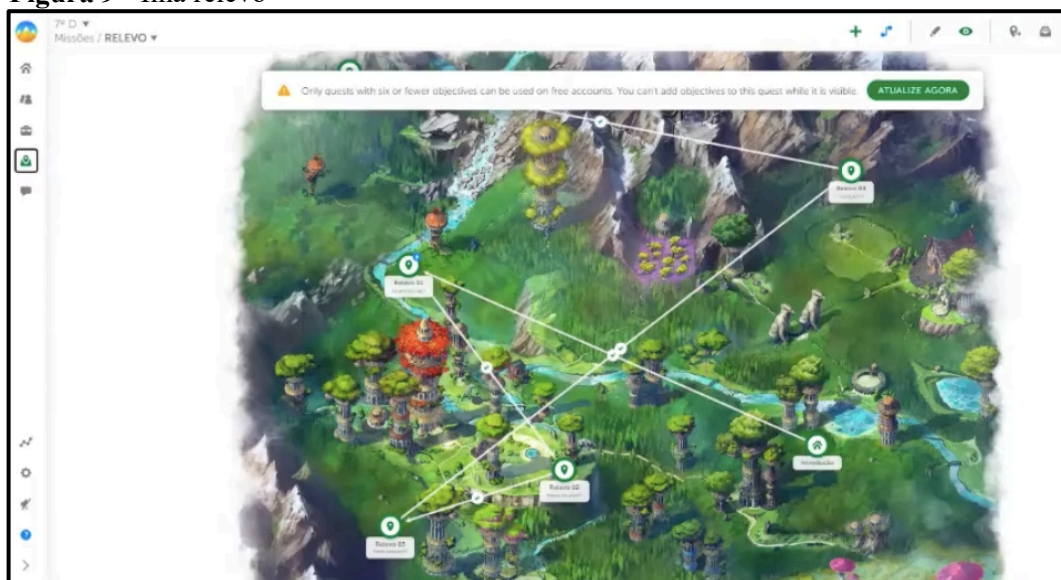 Figura 9 - Ilha relevo
7º D
Missões / RELEVO
Only quests with six or fewer objectives can be used on free accounts. You can't add objectives to this quest while it is visible.
ATUALIZE AGORA
Relevo 04
Relevo 01
Introdução
Relevo 02
Relevo 03